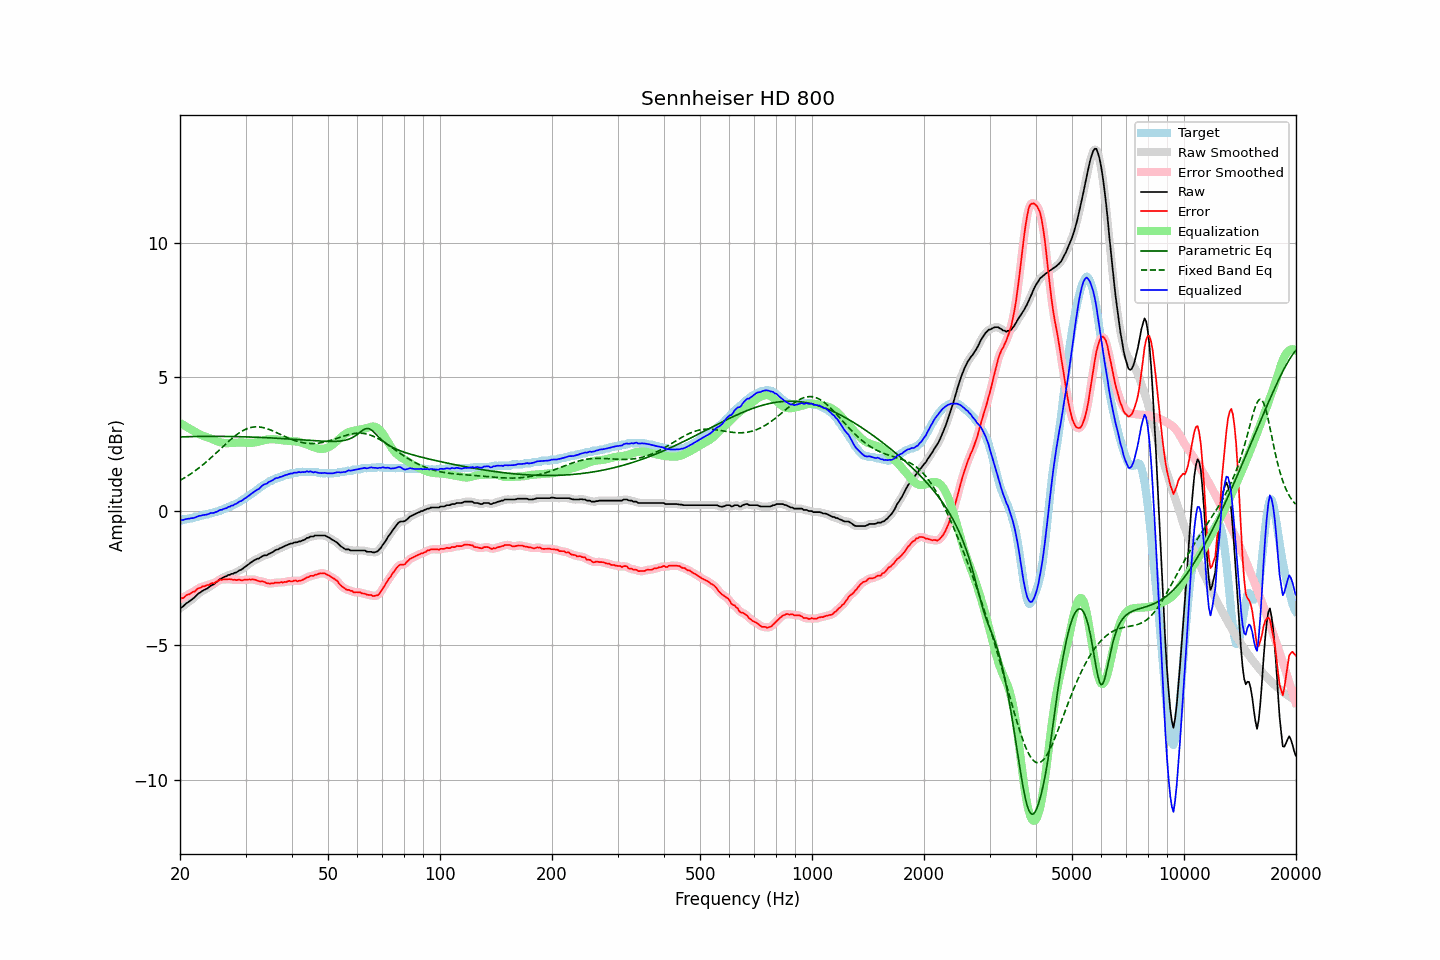 Sennheiser HD 800
Target
Raw Smoothed
Error Smoothed
Raw
Error
Equalization
Parametric Eq
Fixed Band Eq
Equalized
Amplitude (dBr)
10
5
0
−5
−10
20 50 100 200 500 1000 2000 5000 10000 20000
Frequency (Hz)